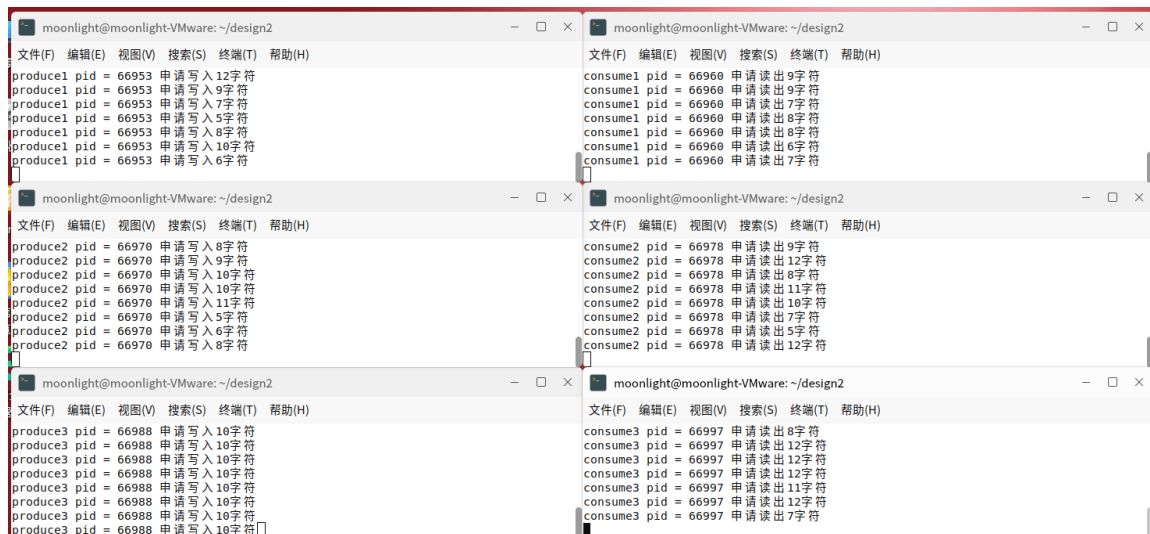 moonlight@moonlight-VMware: ~/design2
文件(F) 编辑(E) 视图(V) 搜索(S) 终端(T) 帮助(H)
produce1 pid = 66953 申请写入12字符
produce1 pid = 66953 申请写入9字符
produce1 pid = 66953 申请写入7字符
produce1 pid = 66953 申请写入5字符
produce1 pid = 66953 申请写入8字符
produce1 pid = 66953 申请写入10字符
produce1 pid = 66953 申请写入6字符
moonlight@moonlight-VMware: ~/design2
文件(F) 编辑(E) 视图(V) 搜索(S) 终端(T) 帮助(H)
consume1 pid = 66960 申请读出9字符
consume1 pid = 66960 申请读出9字符
consume1 pid = 66960 申请读出7字符
consume1 pid = 66960 申请读出8字符
consume1 pid = 66960 申请读出8字符
consume1 pid = 66960 申请读出6字符
consume1 pid = 66960 申请读出7字符
moonlight@moonlight-VMware: ~/design2
文件(F) 编辑(E) 视图(V) 搜索(S) 终端(T) 帮助(H)
produce2 pid = 66970 申请写入8字符
produce2 pid = 66970 申请写入9字符
produce2 pid = 66970 申请写入10字符
produce2 pid = 66970 申请写入10字符
produce2 pid = 66970 申请写入11字符
produce2 pid = 66970 申请写入5字符
produce2 pid = 66970 申请写入6字符
produce2 pid = 66970 申请写入8字符
moonlight@moonlight-VMware: ~/design2
文件(F) 编辑(E) 视图(V) 搜索(S) 终端(T) 帮助(H)
consume2 pid = 66978 申请读出9字符
consume2 pid = 66978 申请读出12字符
consume2 pid = 66978 申请读出8字符
consume2 pid = 66978 申请读出11字符
consume2 pid = 66978 申请读出10字符
consume2 pid = 66978 申请读出7字符
consume2 pid = 66978 申请读出5字符
consume2 pid = 66978 申请读出12字符
moonlight@moonlight-VMware: ~/design2
文件(F) 编辑(E) 视图(V) 搜索(S) 终端(T) 帮助(H)
produce3 pid = 66988 申请写入10字符
produce3 pid = 66988 申请写入10字符
produce3 pid = 66988 申请写入10字符
produce3 pid = 66988 申请写入10字符
produce3 pid = 66988 申请写入10字符
produce3 pid = 66988 申请写入10字符
produce3 pid = 66988 申请写入10字符
produce3 pid = 66988 申请写入10字符
moonlight@moonlight-VMware: ~/design2
文件(F) 编辑(E) 视图(V) 搜索(S) 终端(T) 帮助(H)
consume3 pid = 66997 申请读出8字符
consume3 pid = 66997 申请读出12字符
consume3 pid = 66997 申请读出12字符
consume3 pid = 66997 申请读出12字符
consume3 pid = 66997 申请读出11字符
consume3 pid = 66997 申请读出12字符
consume3 pid = 66997 申请读出7字符